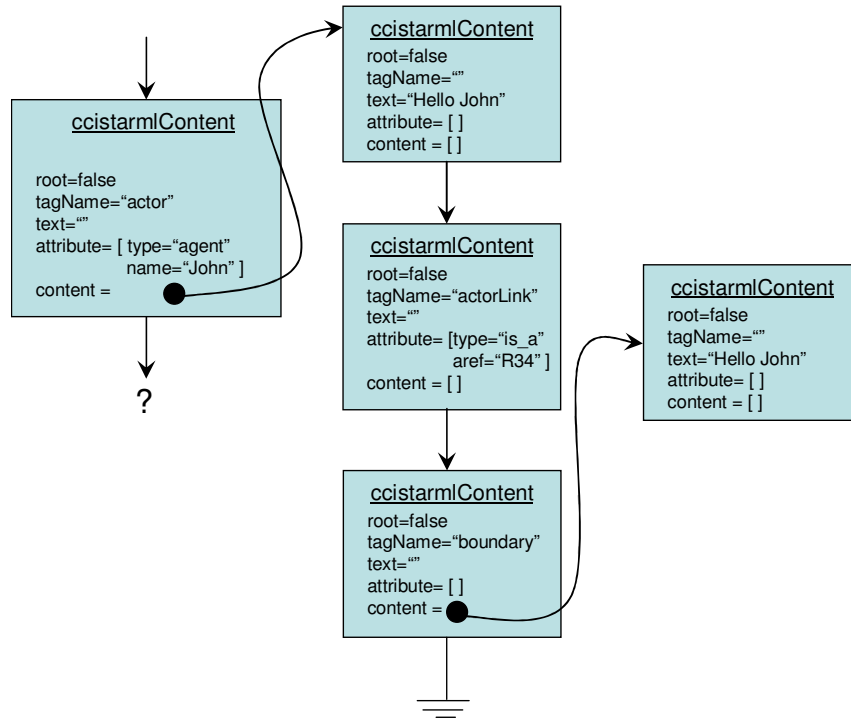 ccistarmlContent
root=false
tagName=“actor”
text=“”
attribute= [ type=“agent”
name=“John” ]
content =
?
ccistarmlContent
root=false
tagName=“”
text=“Hello John”
attribute= [ ]
content = [ ]
ccistarmlContent
root=false
tagName=“actorLink”
text=“”
attribute= [type=“is_a”
aref=“R34” ]
content = [ ]
ccistarmlContent
root=false
tagName=“boundary”
text=“”
attribute= [ ]
content =
ccistarmlContent
root=false
tagName=“”
text=“Hello John”
attribute= [ ]
content = [ ]